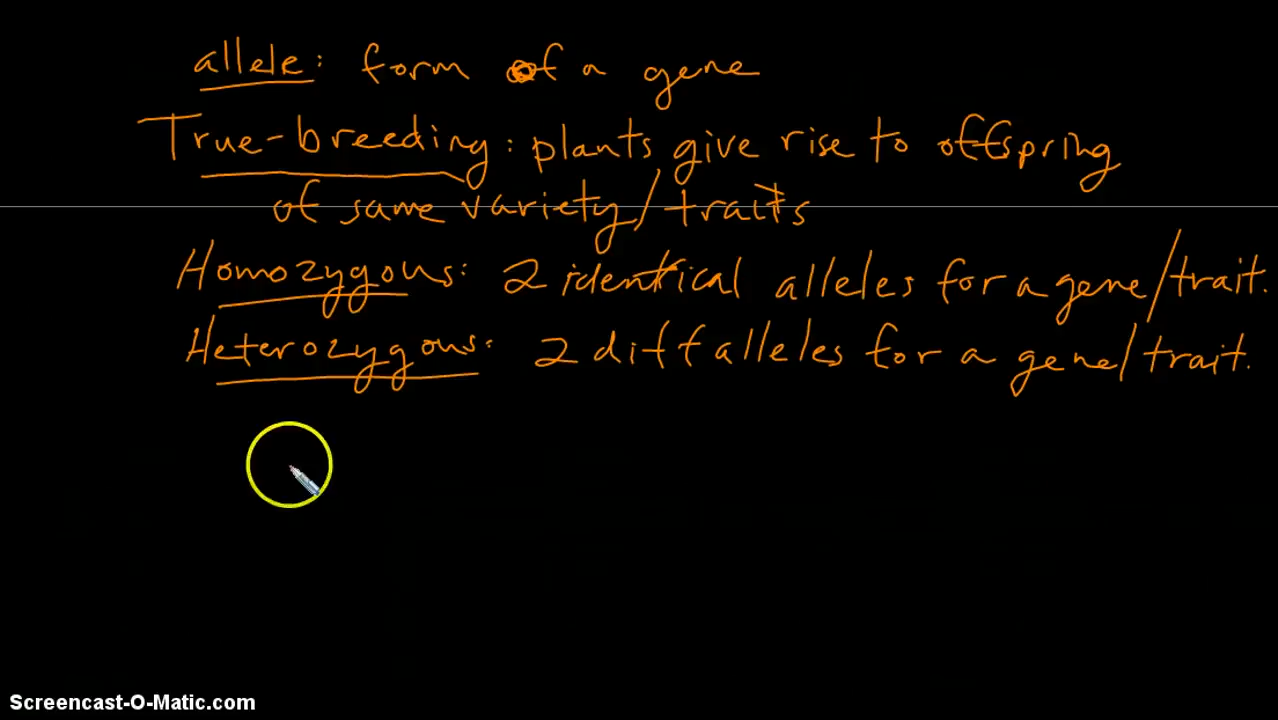 allele: form of a gene
True-breeding: plants give rise to offspring
of same variety/traits
Homozygous: 2 identical alleles for a gene/trait.
Heterozygous: 2 diff alleles for a gene/trait.
Screencast-O-Matic.com